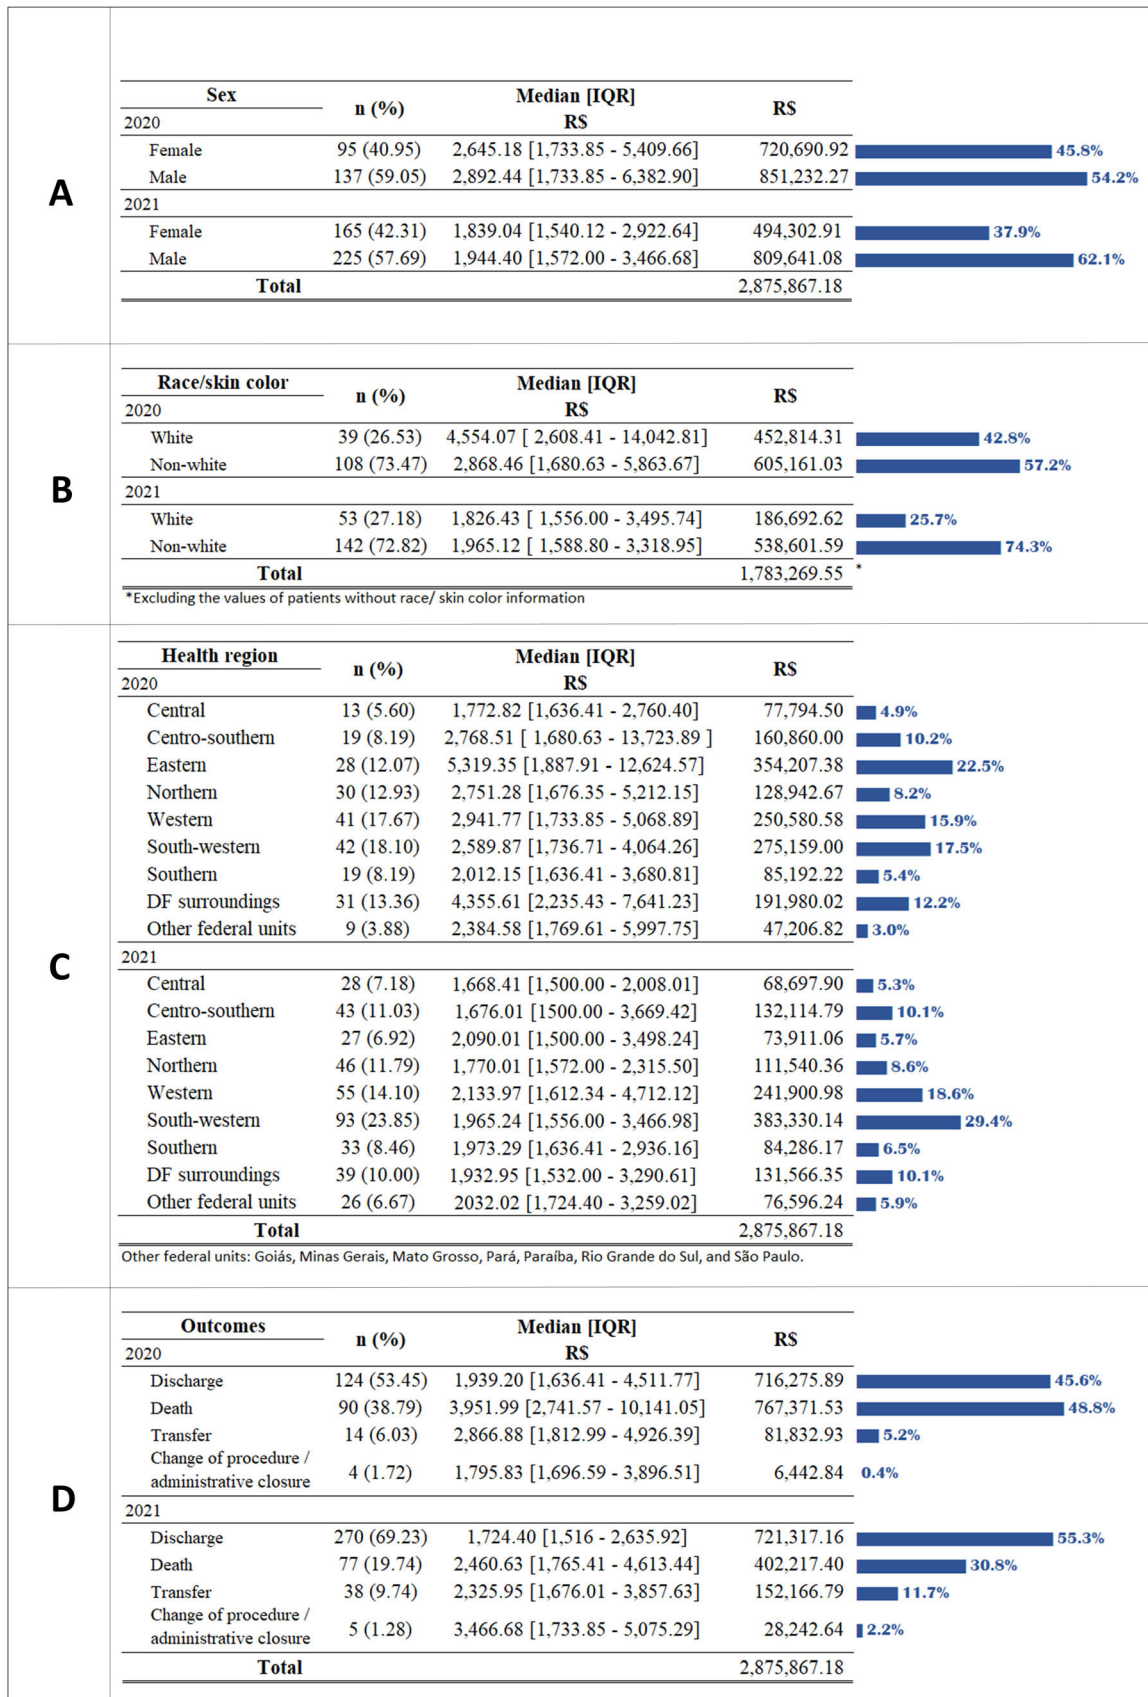 A
Sex n (%) Median [IQR] R$ R$
2020
Female 95 (40.95) 2,645.18 [1,733.85 - 5,409.66] 720,690.92 45.8%
Male 137 (59.05) 2,892.44 [1,733.85 - 6,382.90] 851,232.27 54.2%
2021
Female 165 (42.31) 1,839.04 [1,540.12 - 2,922.64] 494,302.91 37.9%
Male 225 (57.69) 1,944.40 [1,572.00 - 3,466.68] 809,641.08 62.1%
Total 2,875,867.18
B
Race/skin color n (%) Median [IQR] R$ R$
2020
White 39 (26.53) 4,554.07 [ 2,608.41 - 14,042.81] 452,814.31 42.8%
Non-white 108 (73.47) 2,868.46 [1,680.63 - 5,863.67] 605,161.03 57.2%
2021
White 53 (27.18) 1,826.43 [ 1,556.00 - 3,495.74] 186,692.62 25.7%
Non-white 142 (72.82) 1,965.12 [ 1,588.80 - 3,318.95] 538,601.59 74.3%
Total 1,783,269.55 *
*Excluding the values of patients without race/ skin color information
C
Health region n (%) Median [IQR] R$ R$
2020
Central 13 (5.60) 1,772.82 [1,636.41 - 2,760.40] 77,794.50 4.9%
Centro-southern 19 (8.19) 2,768.51 [ 1,680.63 - 13,723.89 ] 160,860.00 10.2%
Eastern 28 (12.07) 5,319.35 [1,887.91 - 12,624.57] 354,207.38 22.5%
Northern 30 (12.93) 2,751.28 [1,676.35 - 5,212.15] 128,942.67 8.2%
Western 41 (17.67) 2,941.77 [1,733.85 - 5,068.89] 250,580.58 15.9%
South-western 42 (18.10) 2,589.87 [1,736.71 - 4,064.26] 275,159.00 17.5%
Southern 19 (8.19) 2,012.15 [1,636.41 - 3,680.81] 85,192.22 5.4%
DF surroundings 31 (13.36) 4,355.61 [2,235.43 - 7,641.23] 191,980.02 12.2%
Other federal units 9 (3.88) 2,384.58 [1,769.61 - 5,997.75] 47,206.82 3.0%
2021
Central 28 (7.18) 1,668.41 [1,500.00 - 2,008.01] 68,697.90 5.3%
Centro-southern 43 (11.03) 1,676.01 [1500.00 - 3,669.42] 132,114.79 10.1%
Eastern 27 (6.92) 2,090.01 [1,500.00 - 3,498.24] 73,911.06 5.7%
Northern 46 (11.79) 1,770.01 [1,572.00 - 2,315.50] 111,540.36 8.6%
Western 55 (14.10) 2,133.97 [1,612.34 - 4,712.12] 241,900.98 18.6%
South-western 93 (23.85) 1,965.24 [1,556.00 - 3,466.98] 383,330.14 29.4%
Southern 33 (8.46) 1,973.29 [1,636.41 - 2,936.16] 84,286.17 6.5%
DF surroundings 39 (10.00) 1,932.95 [1,532.00 - 3,290.61] 131,566.35 10.1%
Other federal units 26 (6.67) 2032.02 [1,724.40 - 3,259.02] 76,596.24 5.9%
Total 2,875,867.18
Other federal units: Goiás, Minas Gerais, Mato Grosso, Pará, Paraíba, Rio Grande do Sul, and São Paulo.
D
Outcomes n (%) Median [IQR] R$ R$
2020
Discharge 124 (53.45) 1,939.20 [1,636.41 - 4,511.77] 716,275.89 45.6%
Death 90 (38.79) 3,951.99 [2,741.57 - 10,141.05] 767,371.53 48.8%
Transfer 14 (6.03) 2,866.88 [1,812.99 - 4,926.39] 81,832.93 5.2%
Change of procedure /
administrative closure 4 (1.72) 1,795.83 [1,696.59 - 3,896.51] 6,442.84 0.4%
2021
Discharge 270 (69.23) 1,724.40 [1,516 - 2,635.92] 721,317.16 55.3%
Death 77 (19.74) 2,460.63 [1,765.41 - 4,613.44] 402,217.40 30.8%
Transfer 38 (9.74) 2,325.95 [1,676.01 - 3,857.63] 152,166.79 11.7%
Change of procedure /
administrative closure 5 (1.28) 3,466.68 [1,733.85 - 5,075.29] 28,242.64 2.2%
Total 2,875,867.18